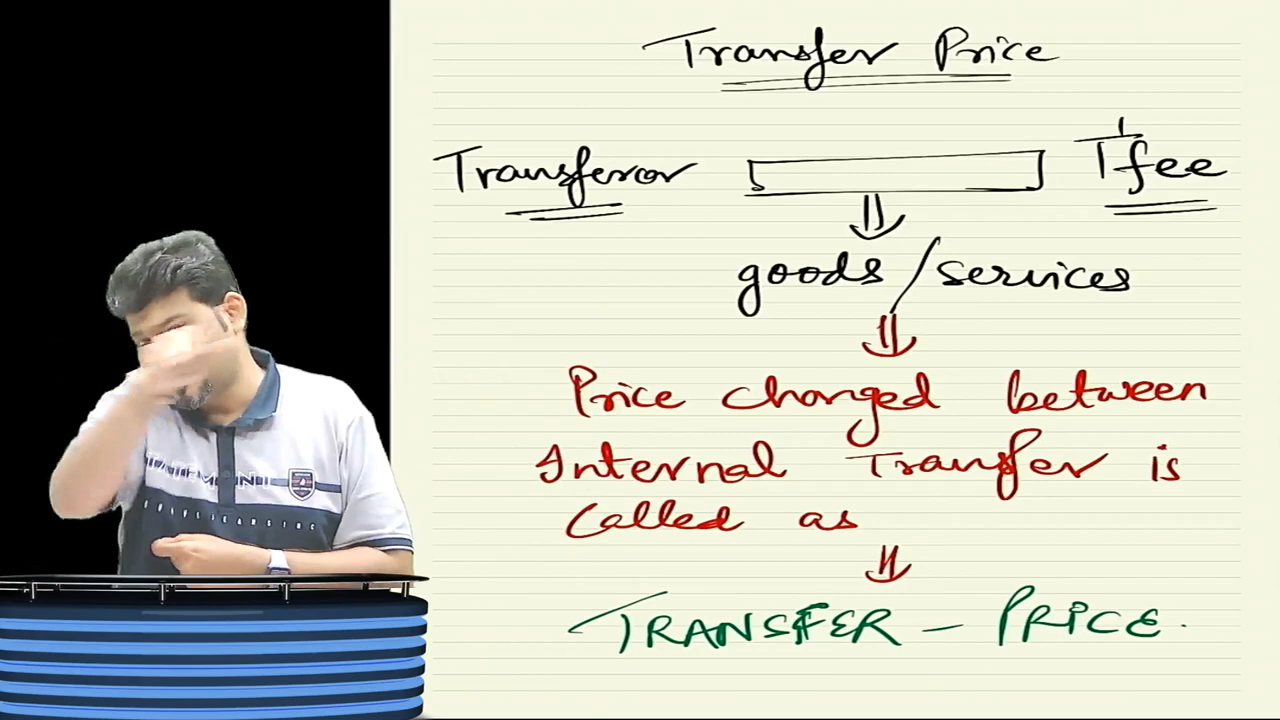 Transfer Price
Transferor
Tfee
goods/services
Price charged between
Internal Transfer is
Called as
TRANSFER - PRICE.